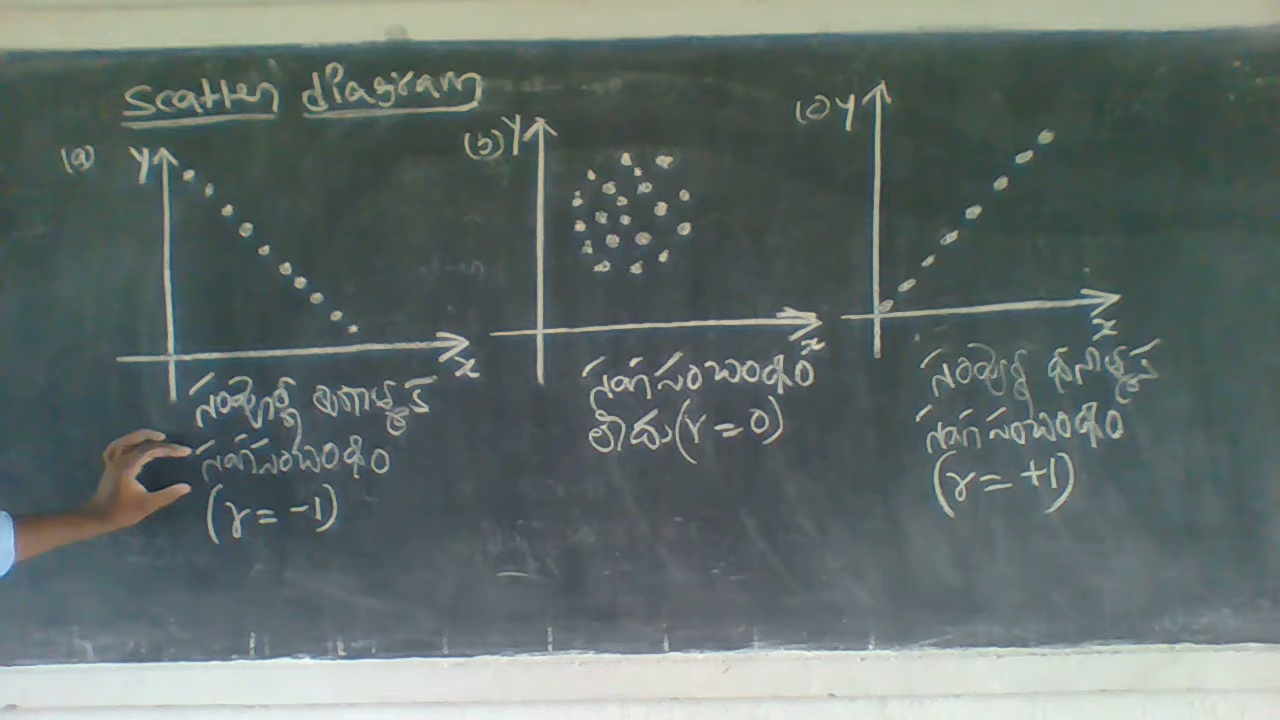 Scatter diagram
(a) Y
x
సంపూర్ణ ఋణాత్మక
సహసంబంధం
(r = -1)
(b) Y
x
సహసంబంధం
లేదు (r = 0)
(c) Y
x
సంపూర్ణ ధనాత్మక
సహసంబంధం
(r = +1)